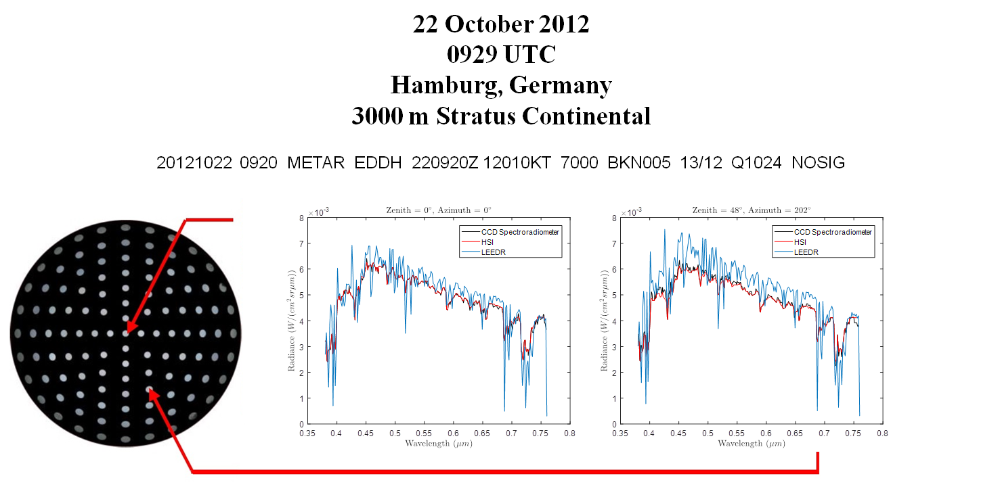 22 October 2012
0929 UTC
Hamburg, Germany
3000 m Stratus Continental
20121022 0920 METAR EDDH 220920Z 12010KT 7000 BKN005 13/12 Q1024 NOSIG
×10⁻³
Zenith = 0°, Azimuth = 0°
8
7
6
5
4
3
2
1
0
Radiance (W/(cm² sr μm))
CCD Spectroradiometer
HSI
LEEDR
0.35 0.4 0.45 0.5 0.55 0.6 0.65 0.7 0.75 0.8
Wavelength (μm)
×10⁻³
Zenith = 48°, Azimuth = 202°
8
7
6
5
4
3
2
1
0
Radiance (W/(cm² sr μm))
CCD Spectroradiometer
HSI
LEEDR
0.35 0.4 0.45 0.5 0.55 0.6 0.65 0.7 0.75 0.8
Wavelength (μm)